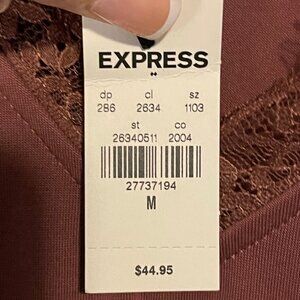 EXPRESS
dp cl sz
286 2634 1103
st co
26340511 2004
27737194
M
$44.95